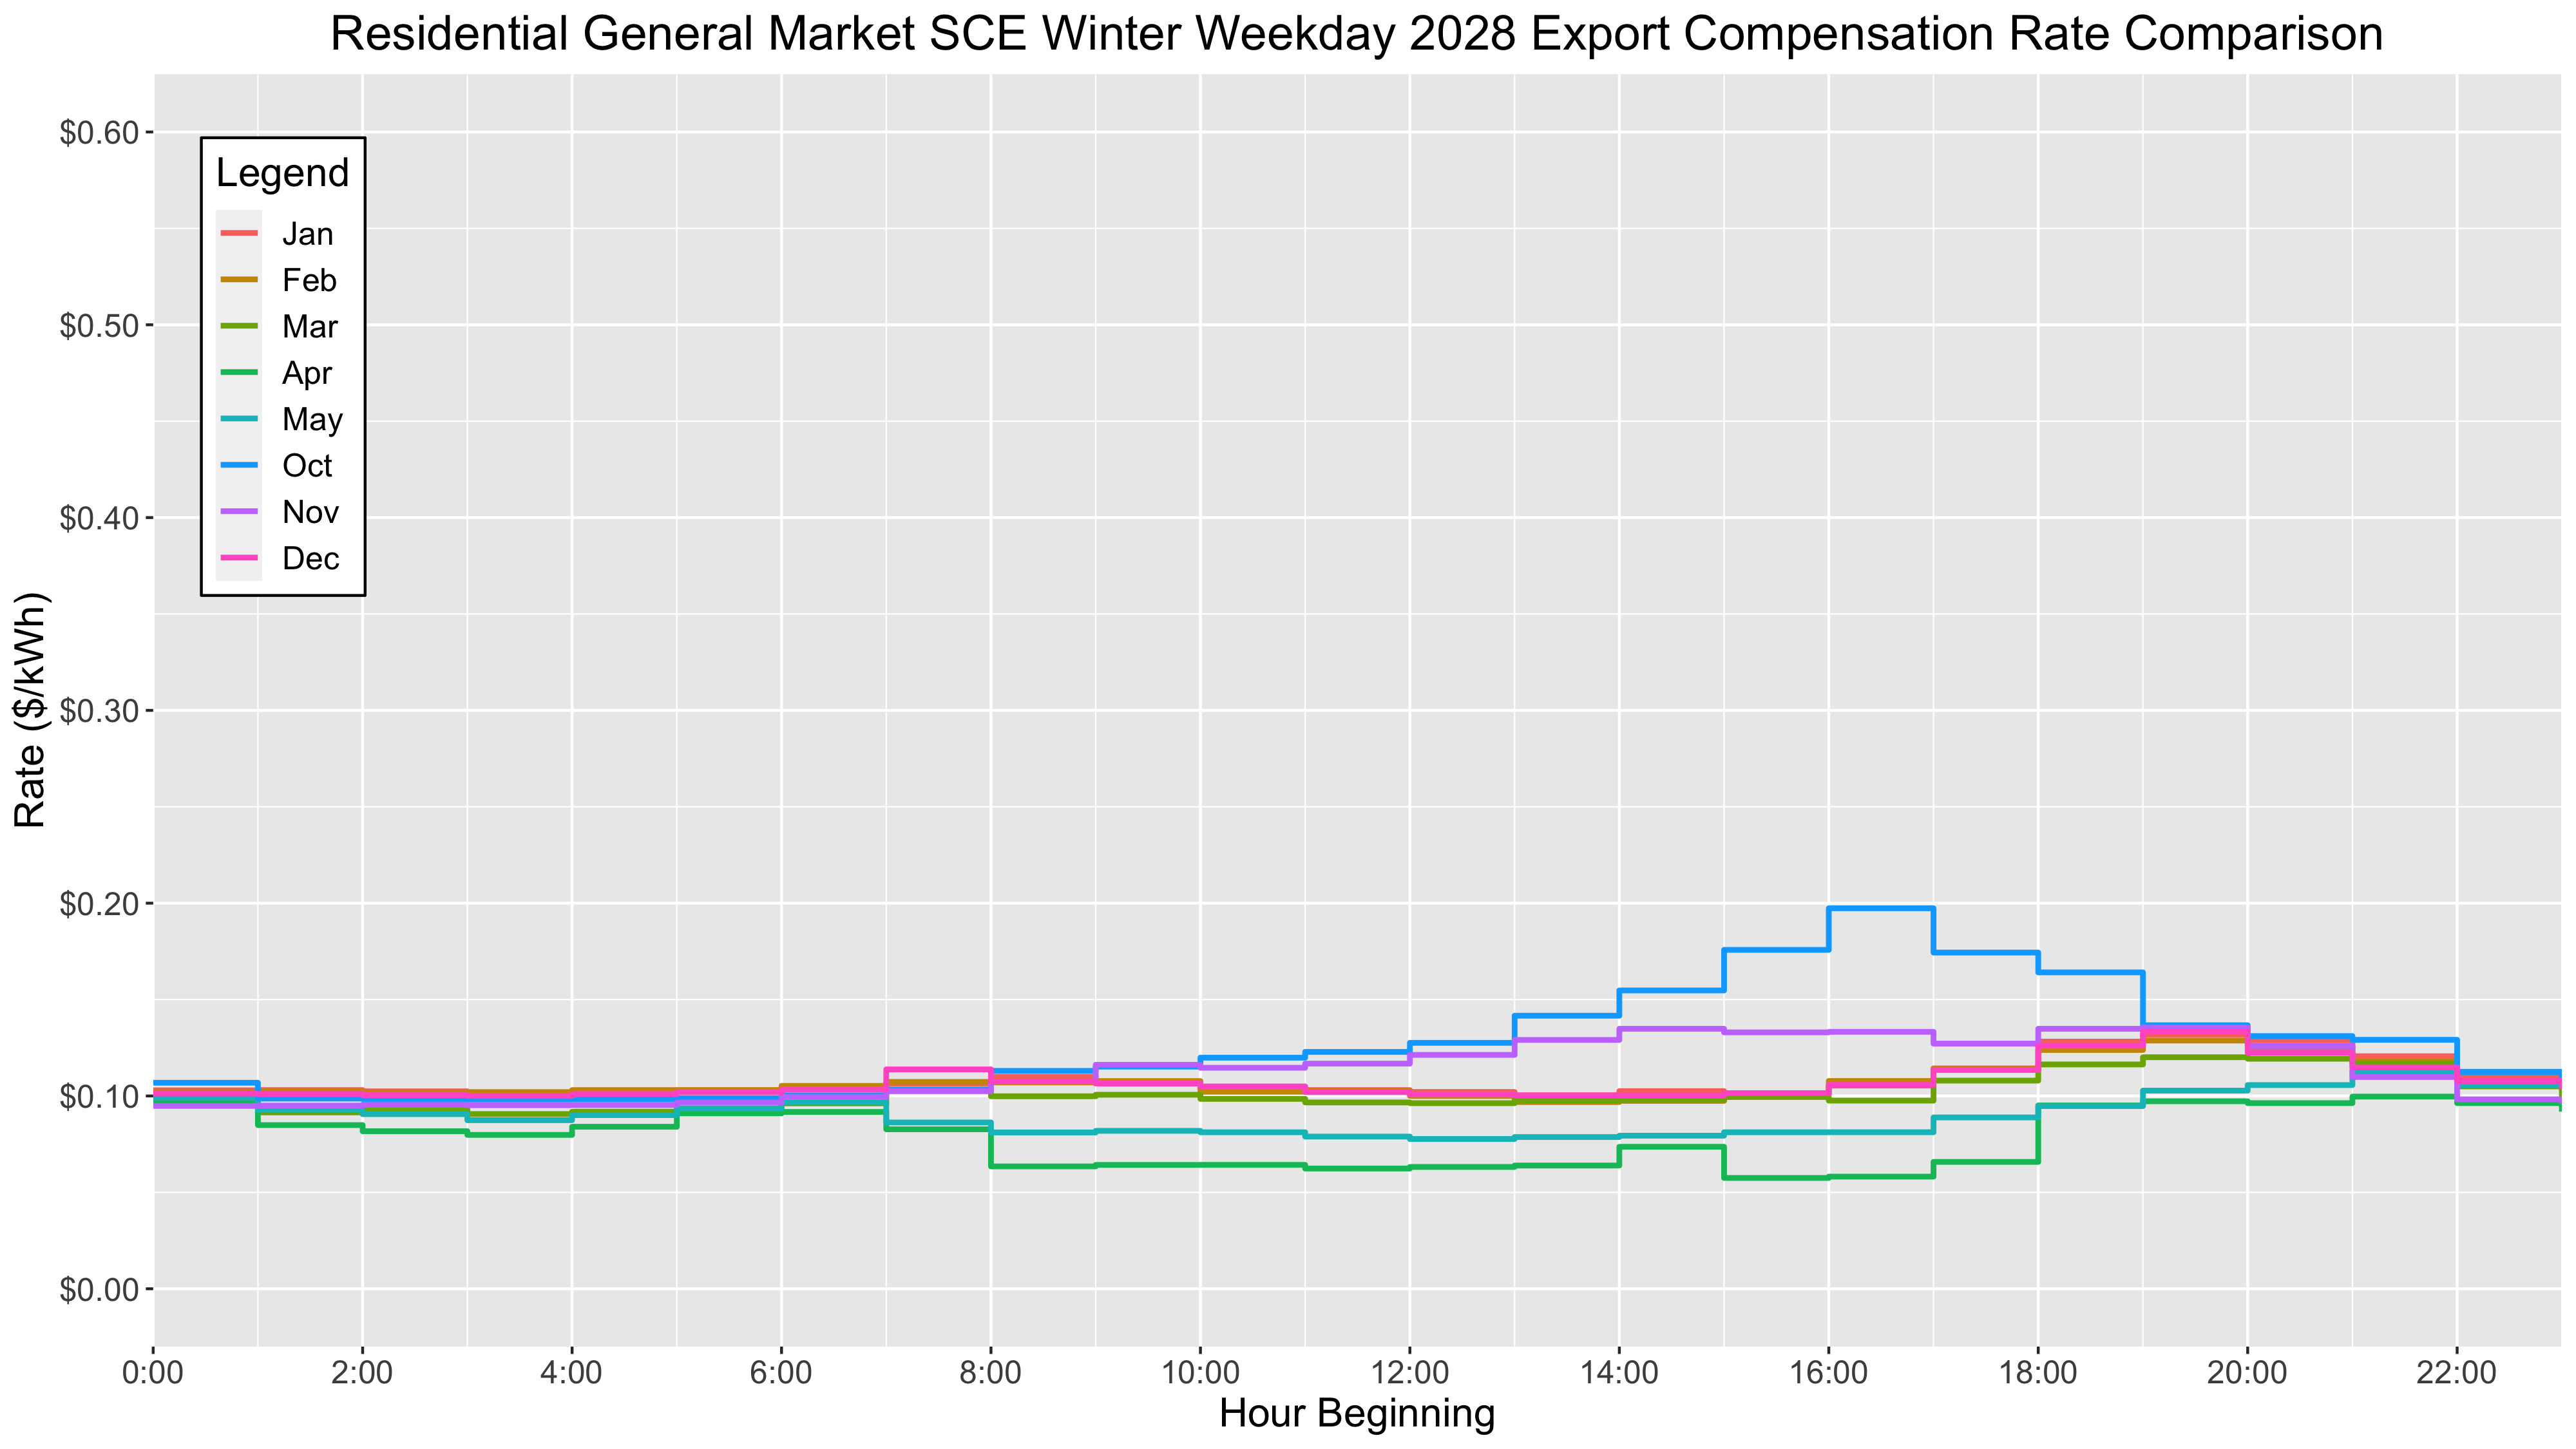 Residential General Market SCE Winter Weekday 2028 Export Compensation Rate Comparison
$0.60
$0.50
$0.40
$0.30
$0.20
$0.10
$0.00
Rate ($/kWh)
Legend
Jan
Feb
Mar
Apr
May
Oct
Nov
Dec
0:00 2:00 4:00 6:00 8:00 10:00 12:00 14:00 16:00 18:00 20:00 22:00
Hour Beginning